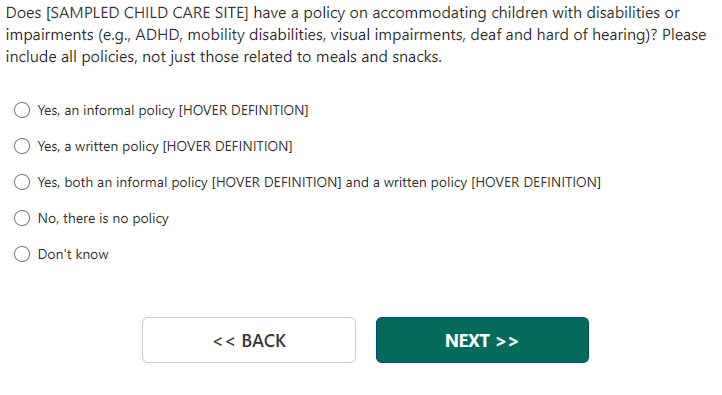 Does [SAMPLED CHILD CARE SITE] have a policy on accommodating children with disabilities or
impairments (e.g., ADHD, mobility disabilities, visual impairments, deaf and hard of hearing)? Please
include all policies, not just those related to meals and snacks.
Yes, an informal policy [HOVER DEFINITION]
Yes, a written policy [HOVER DEFINITION]
Yes, both an informal policy [HOVER DEFINITION] and a written policy [HOVER DEFINITION]
No, there is no policy
Don't know
<< BACK
NEXT >>